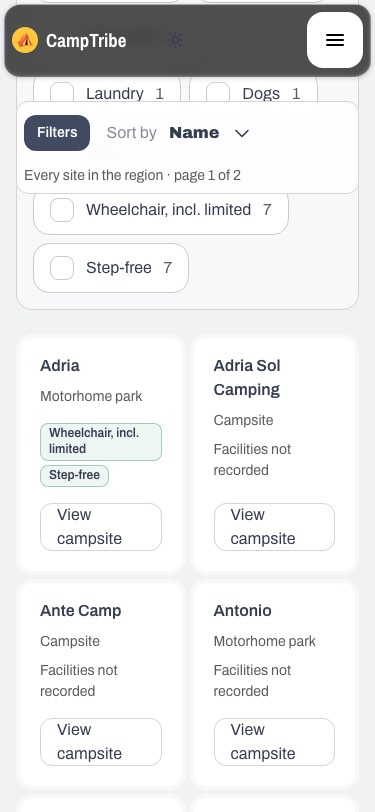 CampTribe
Laundry 1
Dogs 1
Filters
Sort by Name
Every site in the region · page 1 of 2
Wheelchair, incl. limited 7
Step-free 7
Adria
Motorhome park
Wheelchair, incl.
limited
Step-free
View
campsite
Adria Sol
Camping
Campsite
Facilities not
recorded
View
campsite
Ante Camp
Campsite
Facilities not
recorded
View
campsite
Antonio
Motorhome park
Facilities not
recorded
View
campsite